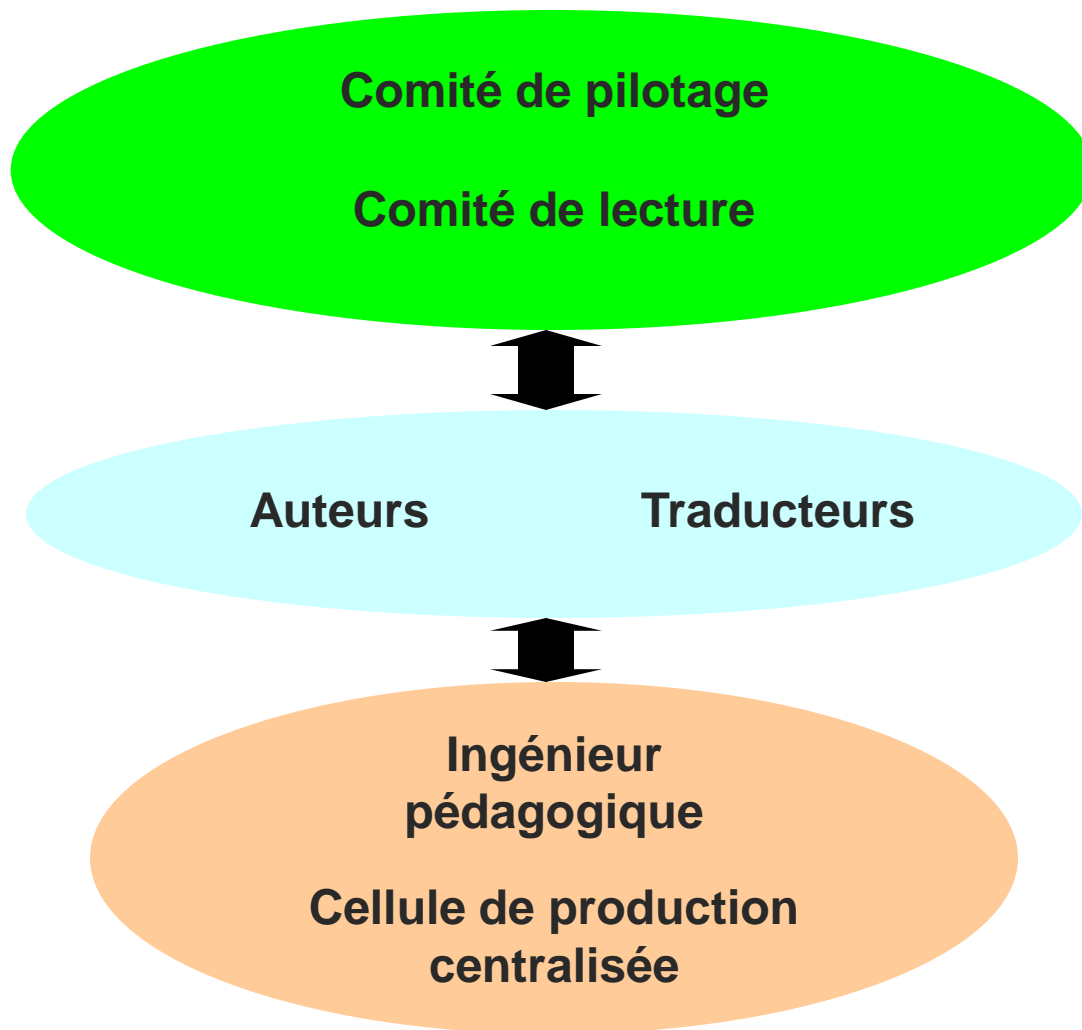 Comité de pilotage
Comité de lecture
Auteurs Traducteurs
Ingénieur
pédagogique
Cellule de production
centralisée